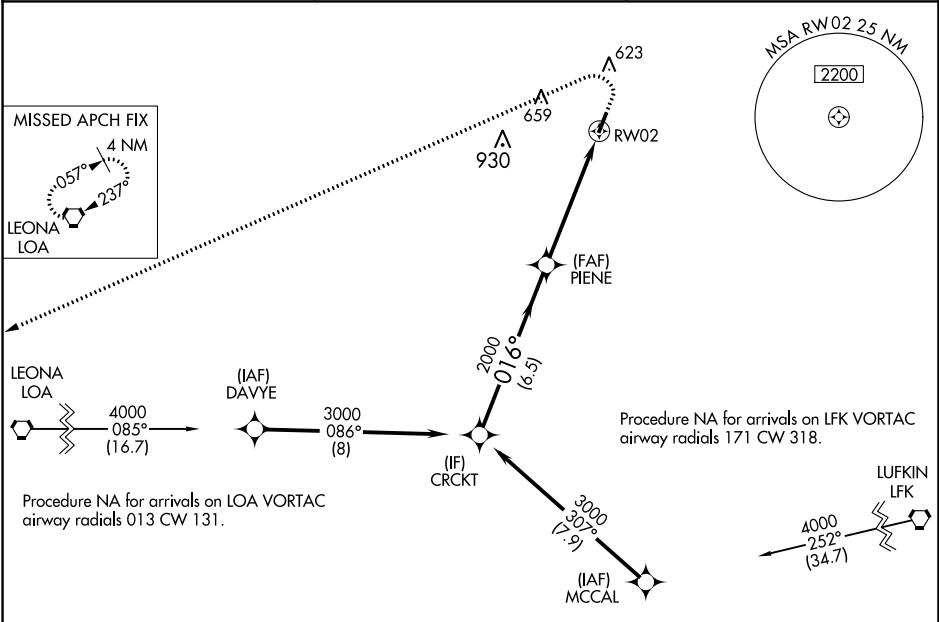 MSA RW02 25 NM
2200
623
659
930
RW02
MISSED APCH FIX
4 NM
057°
237°
LEONA
LOA
(FAF)
PIENE
2000
016°
(6.5)
LEONA
LOA
4000
085°
(16.7)
(IAF)
DAVYE
3000
086°
(8)
(IF)
CRCKT
Procedure NA for arrivals on LFK VORTAC
airway radials 171 CW 318.
Procedure NA for arrivals on LOA VORTAC
airway radials 013 CW 131.
3000
307°
(7.9)
(IAF)
MCCAL
LUFKIN
LFK
4000
252°
(34.7)